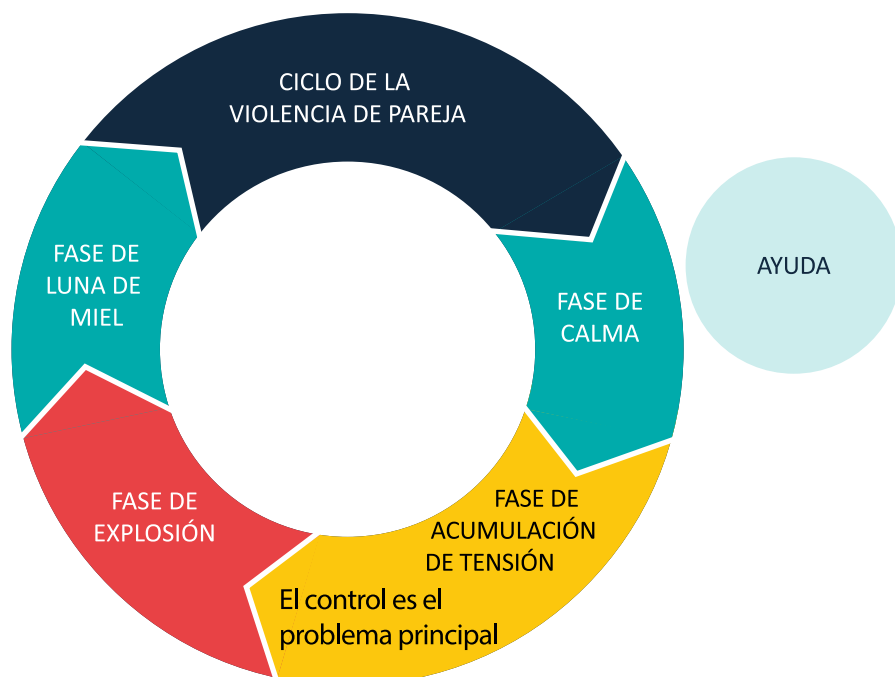 CICLO DE LA
VIOLENCIA DE PAREJA
FASE DE
CALMA
AYUDA
FASE DE
ACUMULACIÓN
DE TENSIÓN
El control es el
problema principal
FASE DE
EXPLOSIÓN
FASE DE
LUNA DE
MIEL